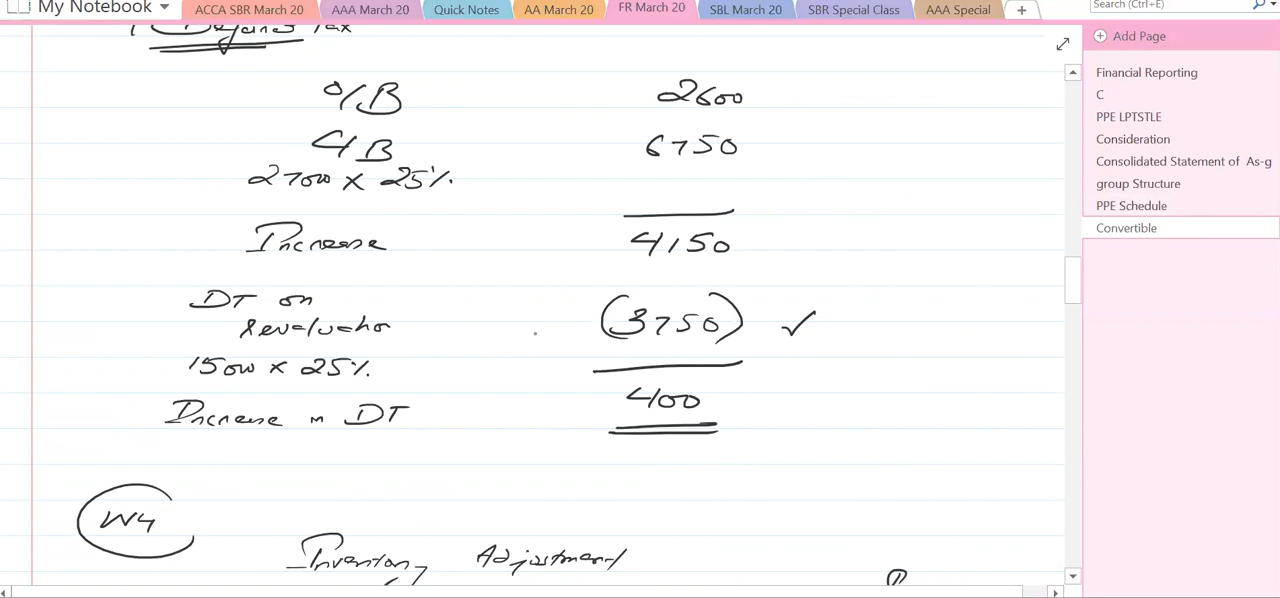 My Notebook
ACCA SBR March 20
AAA March 20
Quick Notes
AA March 20
FR March 20
SBL March 20
SBR Special Class
AAA Special
Search (Ctrl+E)
Add Page
Financial Reporting
C
PPE LPTSTLE
Consideration
Consolidated Statement of As-g
group Structure
PPE Schedule
Convertible
Tax
O/B 2600
C/B 6750
27000 x 25%
Increase 4150
DT on
Revaluation (3750) ✓
15000 x 25%
400
Increase in DT
W4
Inventory Adjustment